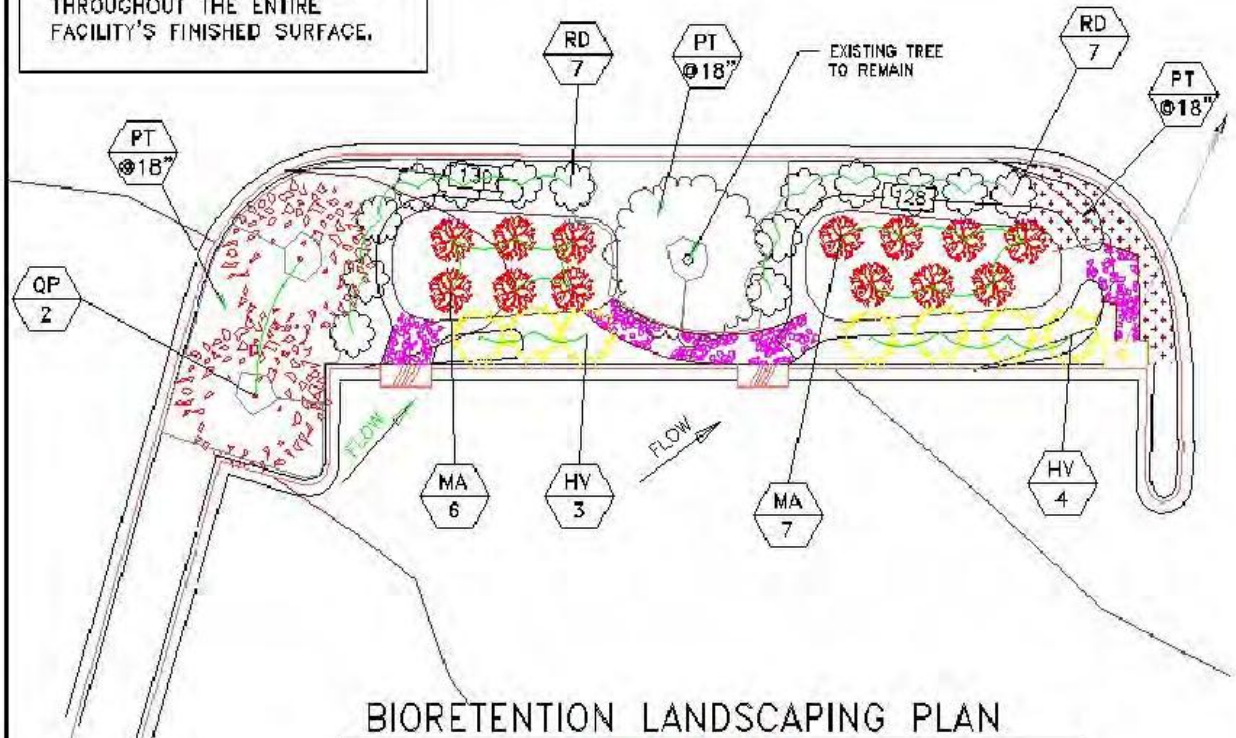 THROUGHOUT THE ENTIRE
FACILITY'S FINISHED SURFACE.
RD
7
PT
@18"
EXISTING TREE
TO REMAIN
RD
7
PT
@18"
PT
@18"
130
128
QP
2
FLOW
FLOW
MA
6
HV
3
MA
7
HV
4
BIORETENTION LANDSCAPING PLAN